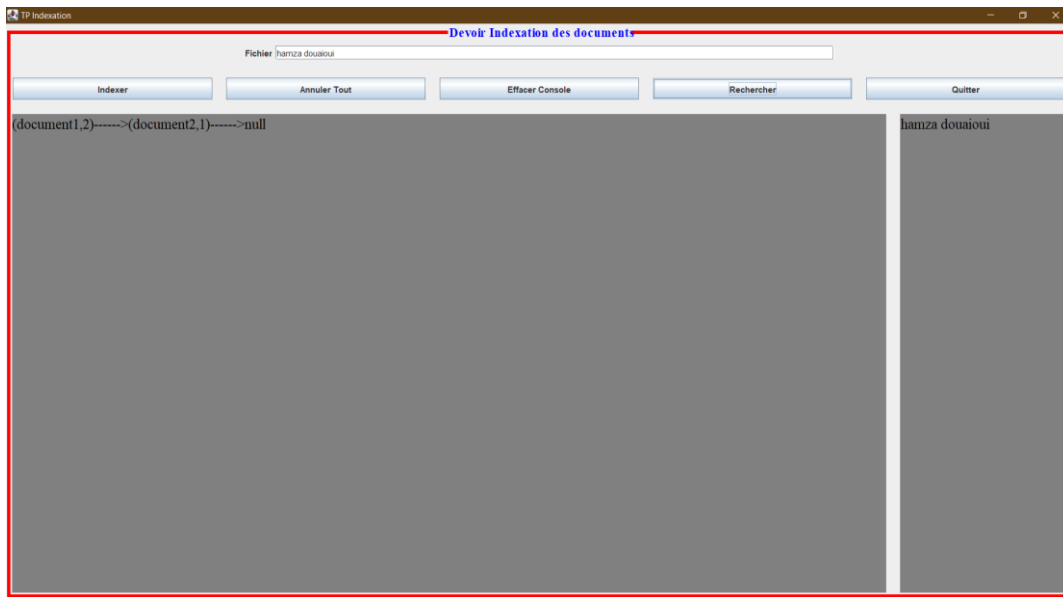 TP Indexation
Devoir Indexation des documents
Fichier hamza douaioui
Indexer Annuler Tout Effacer Console Rechercher Quitter
(document1,2)------>(document2,1)------>null
hamza douaioui